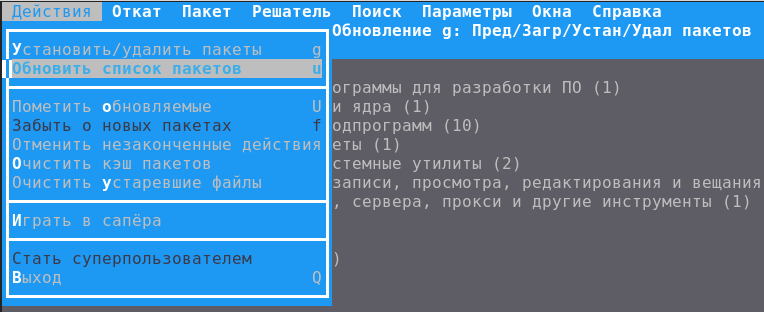 Действия Откат Пакет Решатель Поиск Параметры Окна Справка
Обновление g: Пред/Загр/Устан/Удал пакетов
Установить/удалить пакеты g
Обновить список пакетов u
ограммы для разработки ПО (1)
Пометить обновляемые U и ядра (1)
Забыть о новых пакетах f одпрограмм (10)
Отменить незаконченные действия еты (1)
Очистить кэш пакетов стемные утилиты (2)
Очистить устаревшие файлы записи, просмотра, редактирования и вещания
, сервера, прокси и другие инструменты (1)
Играть в сапёра
Стать суперпользователем )
Выход Q